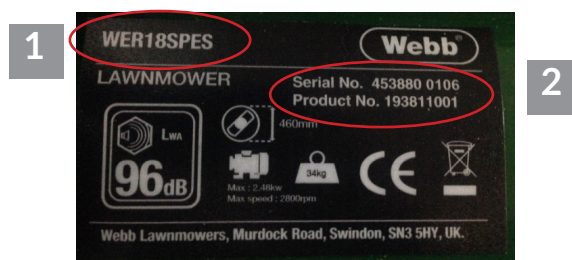 1
WER18SPES
Webb
LAWNMOWER
Serial No. 453880 0106
Product No. 193811001
2
LWA
460mm
96dB
34kg
CE
Max : 2.46kw
Max speed : 2800rpm
Webb Lawnmowers, Murdock Road, Swindon, SN3 5HY, UK.